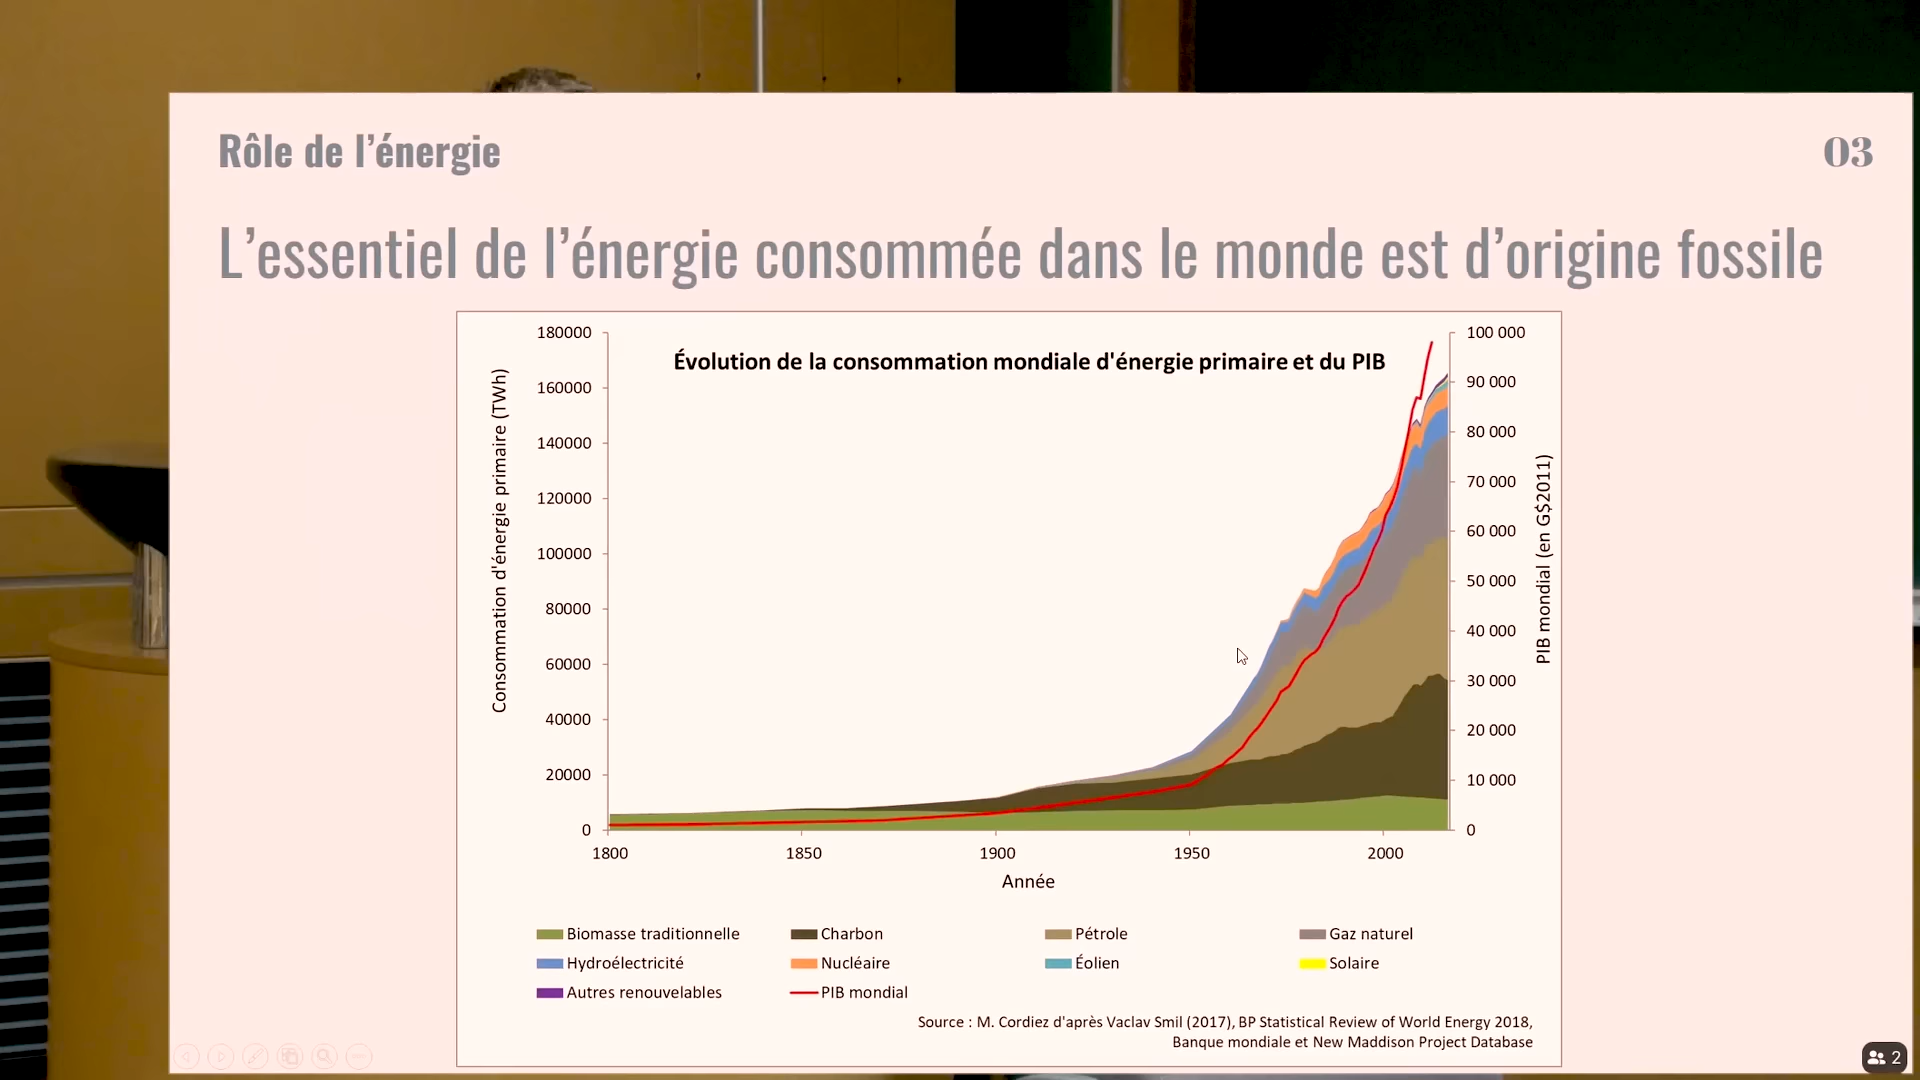 Rôle de l’énergie
03
L’essentiel de l’énergie consommée dans le monde est d’origine fossile
Évolution de la consommation mondiale d'énergie primaire et du PIB
Consommation d'énergie primaire (TWh)
180000
160000
140000
120000
100000
80000
60000
40000
20000
0
100 000
90 000
80 000
70 000
60 000
50 000
40 000
30 000
20 000
10 000
0
PIB mondial (en G$2011)
1800 1850 1900 1950 2000
Année
Biomasse traditionnelle Charbon Pétrole Gaz naturel
Hydroélectricité Nucléaire Éolien Solaire
Autres renouvelables PIB mondial
Source : M. Cordiez d'après Vaclav Smil (2017), BP Statistical Review of World Energy 2018,
Banque mondiale et New Maddison Project Database
2